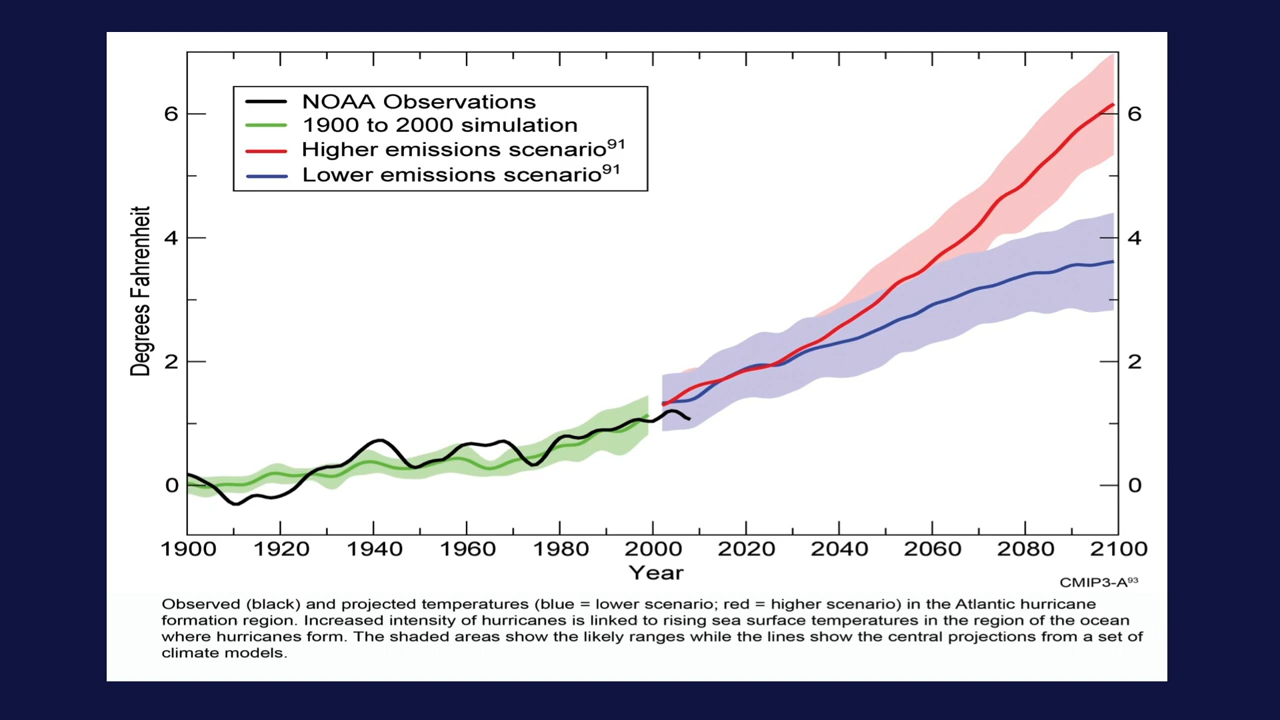 NOAA Observations
1900 to 2000 simulation
Higher emissions scenario91
Lower emissions scenario91
Degrees Fahrenheit
6
4
2
0
6
4
2
0
1900 1920 1940 1960 1980 2000 2020 2040 2060 2080 2100
Year
CMIP3-A93
Observed (black) and projected temperatures (blue = lower scenario; red = higher scenario) in the Atlantic hurricane
formation region. Increased intensity of hurricanes is linked to rising sea surface temperatures in the region of the ocean
where hurricanes form. The shaded areas show the likely ranges while the lines show the central projections from a set of
climate models.